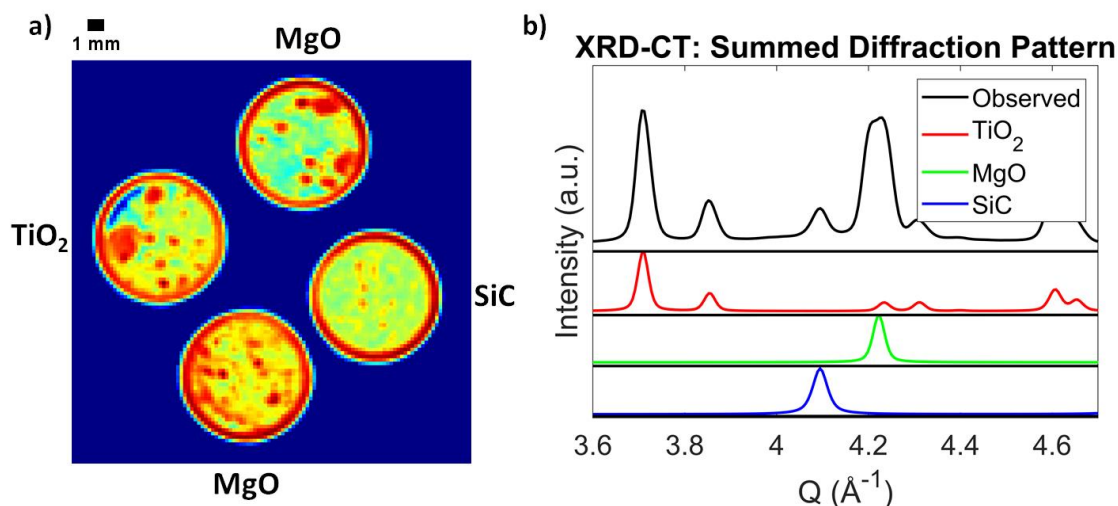 a)
1 mm
MgO
TiO₂
SiC
MgO
b)
XRD-CT: Summed Diffraction Pattern
Observed
TiO₂
MgO
SiC
Intensity (a.u.)
3.6 3.8 4 4.2 4.4 4.6
Q (Å⁻¹)